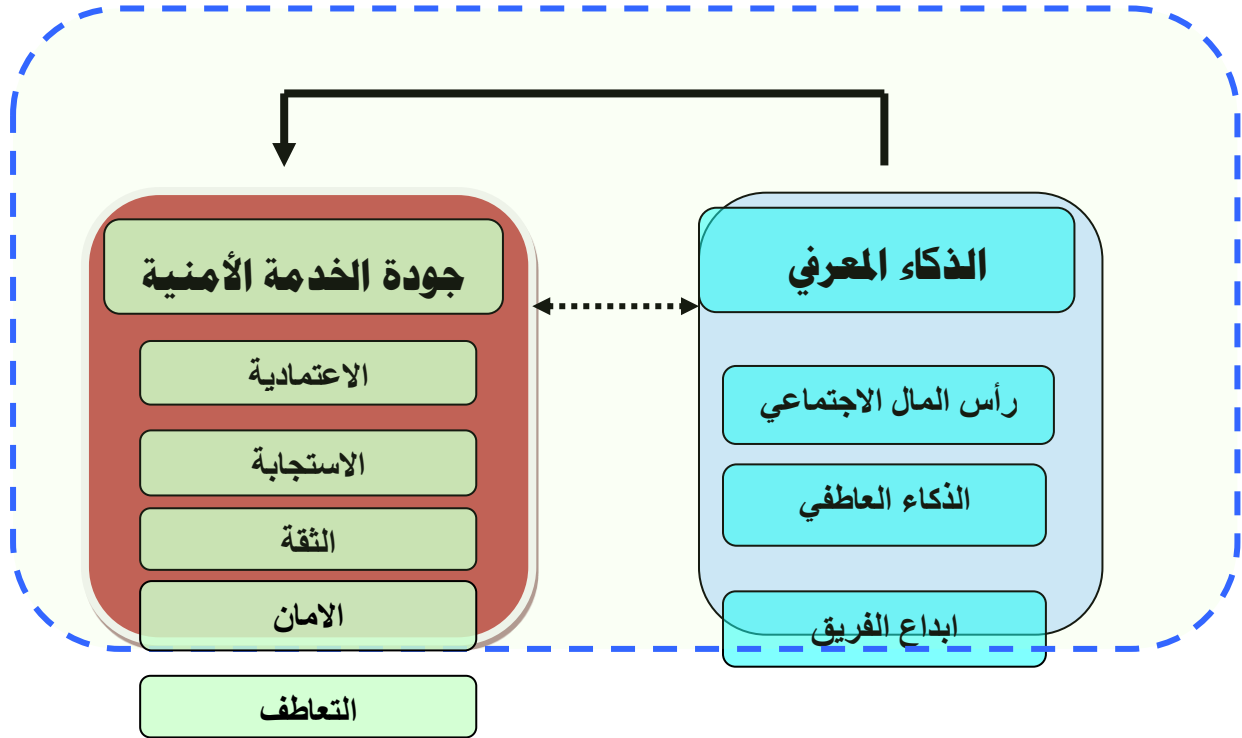 الذكاء المعرفي
رأس المال الاجتماعي
الذكاء العاطفي
ابداع الفريق
جودة الخدمة الأمنية
الاعتمادية
الاستجابة
الثقة
الامان
التعاطف